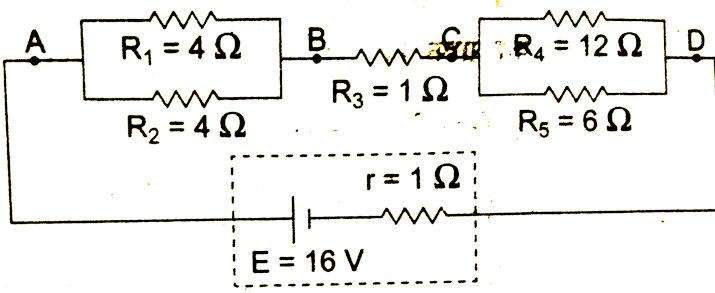 A B C D
R₁ = 4 Ω
R₄ = 12 Ω
R₂ = 4 Ω
R₃ = 1 Ω
R₅ = 6 Ω
r = 1 Ω
E = 16 V